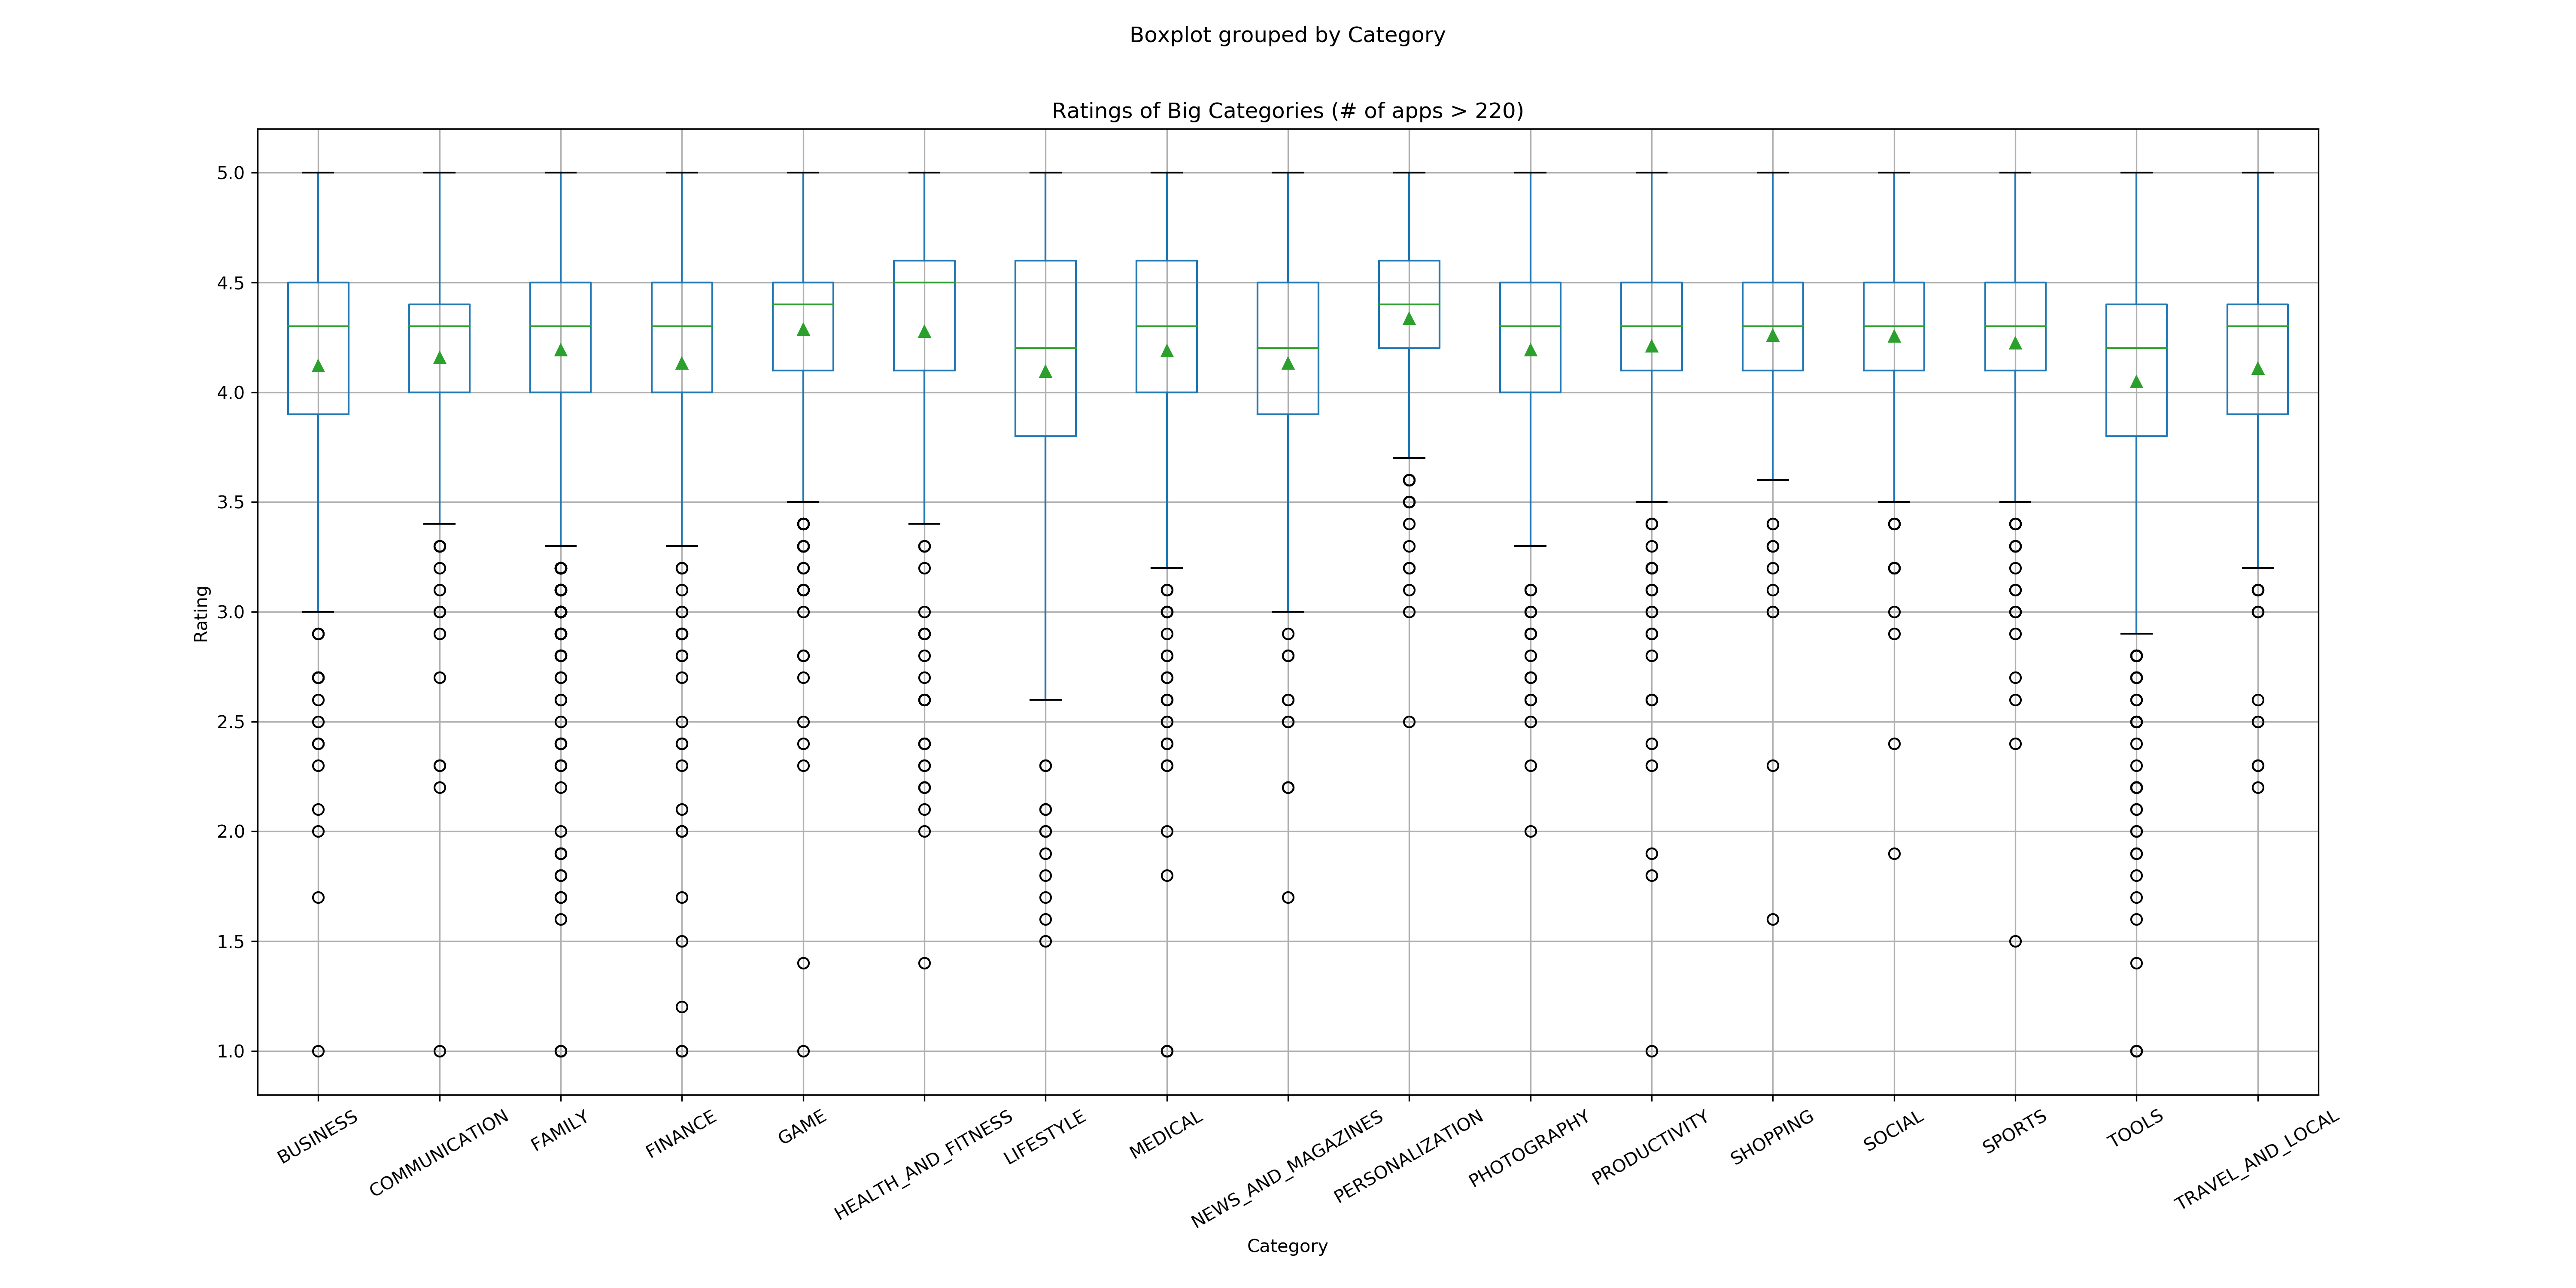 Boxplot grouped by Category
Ratings of Big Categories (# of apps > 220)
5.0
4.5
4.0
3.5
3.0
2.5
2.0
1.5
1.0
Rating
BUSINESS
COMMUNICATION
FAMILY
FINANCE
GAME
HEALTH_AND_FITNESS
LIFESTYLE
MEDICAL
NEWS_AND_MAGAZINES
PERSONALIZATION
PHOTOGRAPHY
PRODUCTIVITY
SHOPPING
SOCIAL
SPORTS
TOOLS
TRAVEL_AND_LOCAL
Category